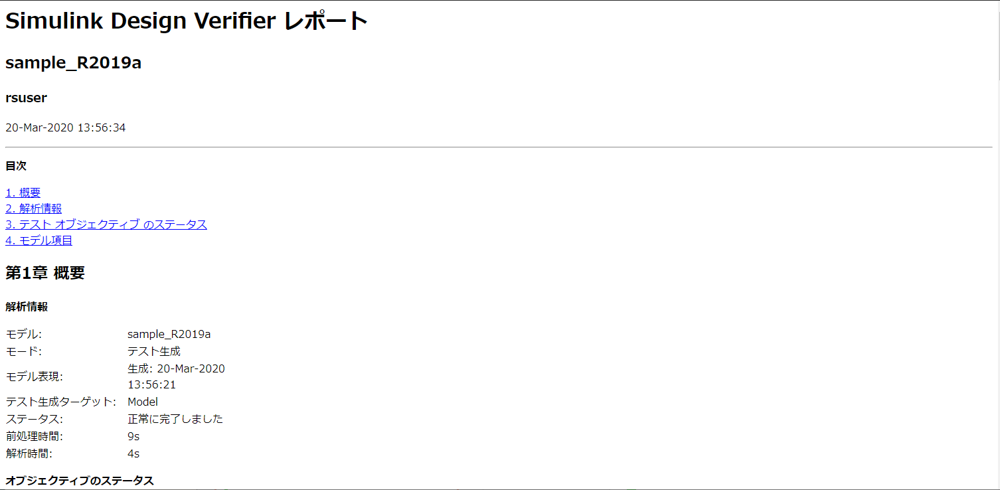 Simulink Design Verifier レポート
sample_R2019a
rsuser
20-Mar-2020 13:56:34
目次
1. 概要
2. 解析情報
3. テスト オブジェクティブ のステータス
4. モデル項目
第1章 概要
解析情報
モデル: sample_R2019a
モード: テスト生成
モデル表現: 生成: 20-Mar-2020
13:56:21
テスト生成ターゲット: Model
ステータス: 正常に完了しました
前処理時間: 9s
解析時間: 4s
オブジェクティブのステータス